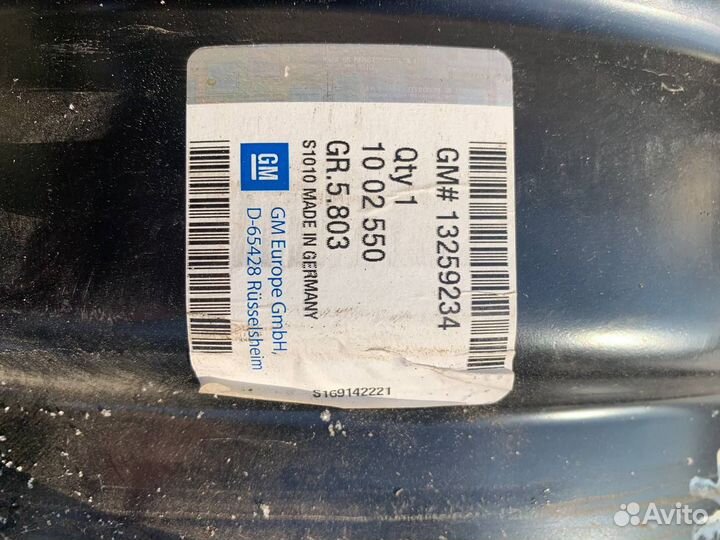 GM# 13259234
Qty 1
10 02 550
GR.5.803
S1010 MADE IN GERMANY
GM
GM Europe GmbH,
D-65428 Rüsselsheim
S169142221
Avito